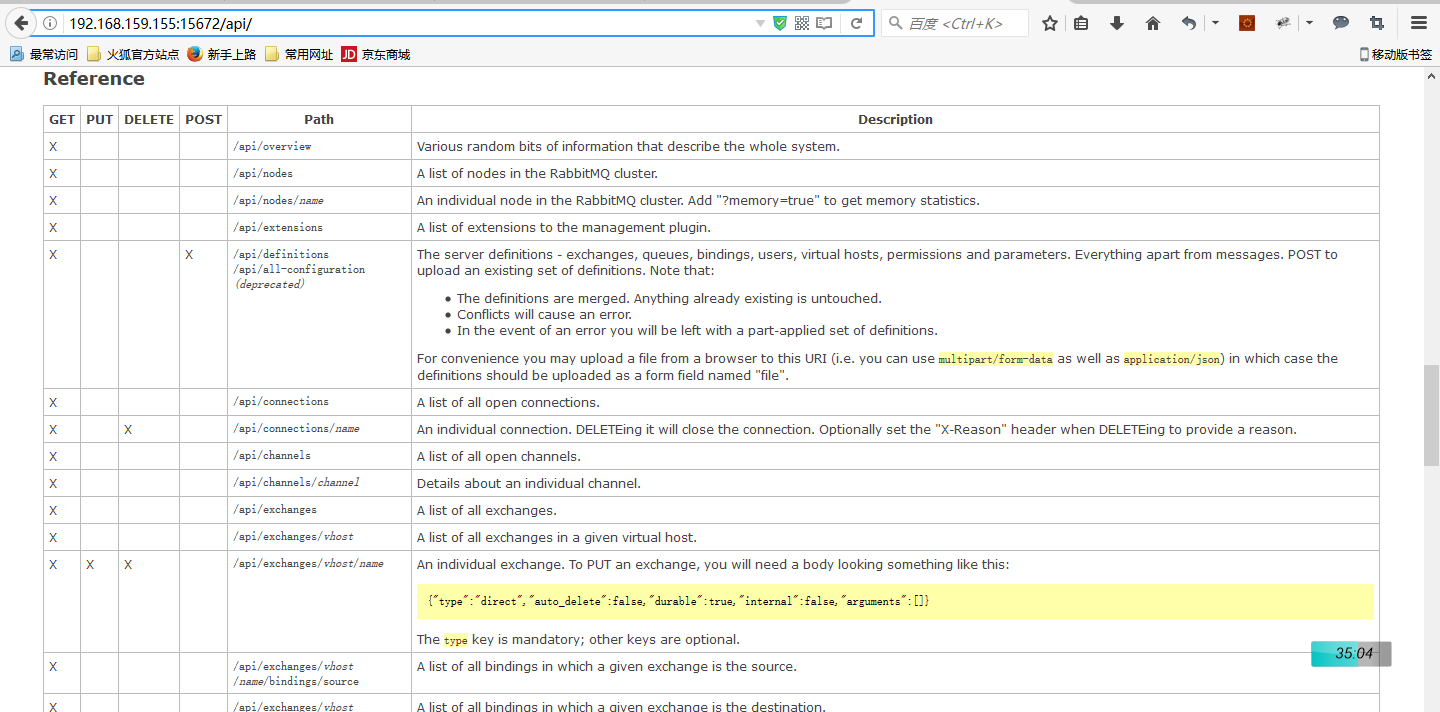 192.168.159.155:15672/api/
百度 <Ctrl+K>
最常访问 火狐官方站点 新手上路 常用网址 JD 京东商城 移动版书签
Reference
GET PUT DELETE POST Path Description
X /api/overview Various random bits of information that describe the whole system.
X /api/nodes A list of nodes in the RabbitMQ cluster.
X /api/nodes/name An individual node in the RabbitMQ cluster. Add "?memory=true" to get memory statistics.
X /api/extensions A list of extensions to the management plugin.
X X /api/definitions The server definitions - exchanges, queues, bindings, users, virtual hosts, permissions and parameters. Everything apart from messages. POST to
/api/all-configuration upload an existing set of definitions. Note that:
(deprecated)
The definitions are merged. Anything already existing is untouched.
Conflicts will cause an error.
In the event of an error you will be left with a part-applied set of definitions.
For convenience you may upload a file from a browser to this URI (i.e. you can use multipart/form-data as well as application/json) in which case the
definitions should be uploaded as a form field named "file".
X /api/connections A list of all open connections.
X X /api/connections/name An individual connection. DELETEing it will close the connection. Optionally set the "X-Reason" header when DELETEing to provide a reason.
X /api/channels A list of all open channels.
X /api/channels/channel Details about an individual channel.
X /api/exchanges A list of all exchanges.
X /api/exchanges/vhost A list of all exchanges in a given virtual host.
X X X /api/exchanges/vhost/name An individual exchange. To PUT an exchange, you will need a body looking something like this:
{"type":"direct","auto_delete":false,"durable":true,"internal":false,"arguments":[]}
The type key is mandatory; other keys are optional.
35:04
X /api/exchanges/vhost A list of all bindings in which a given exchange is the source.
/name/bindings/source
X /api/exchanges/vhost A list of all bindings in which a given exchange is the destination.